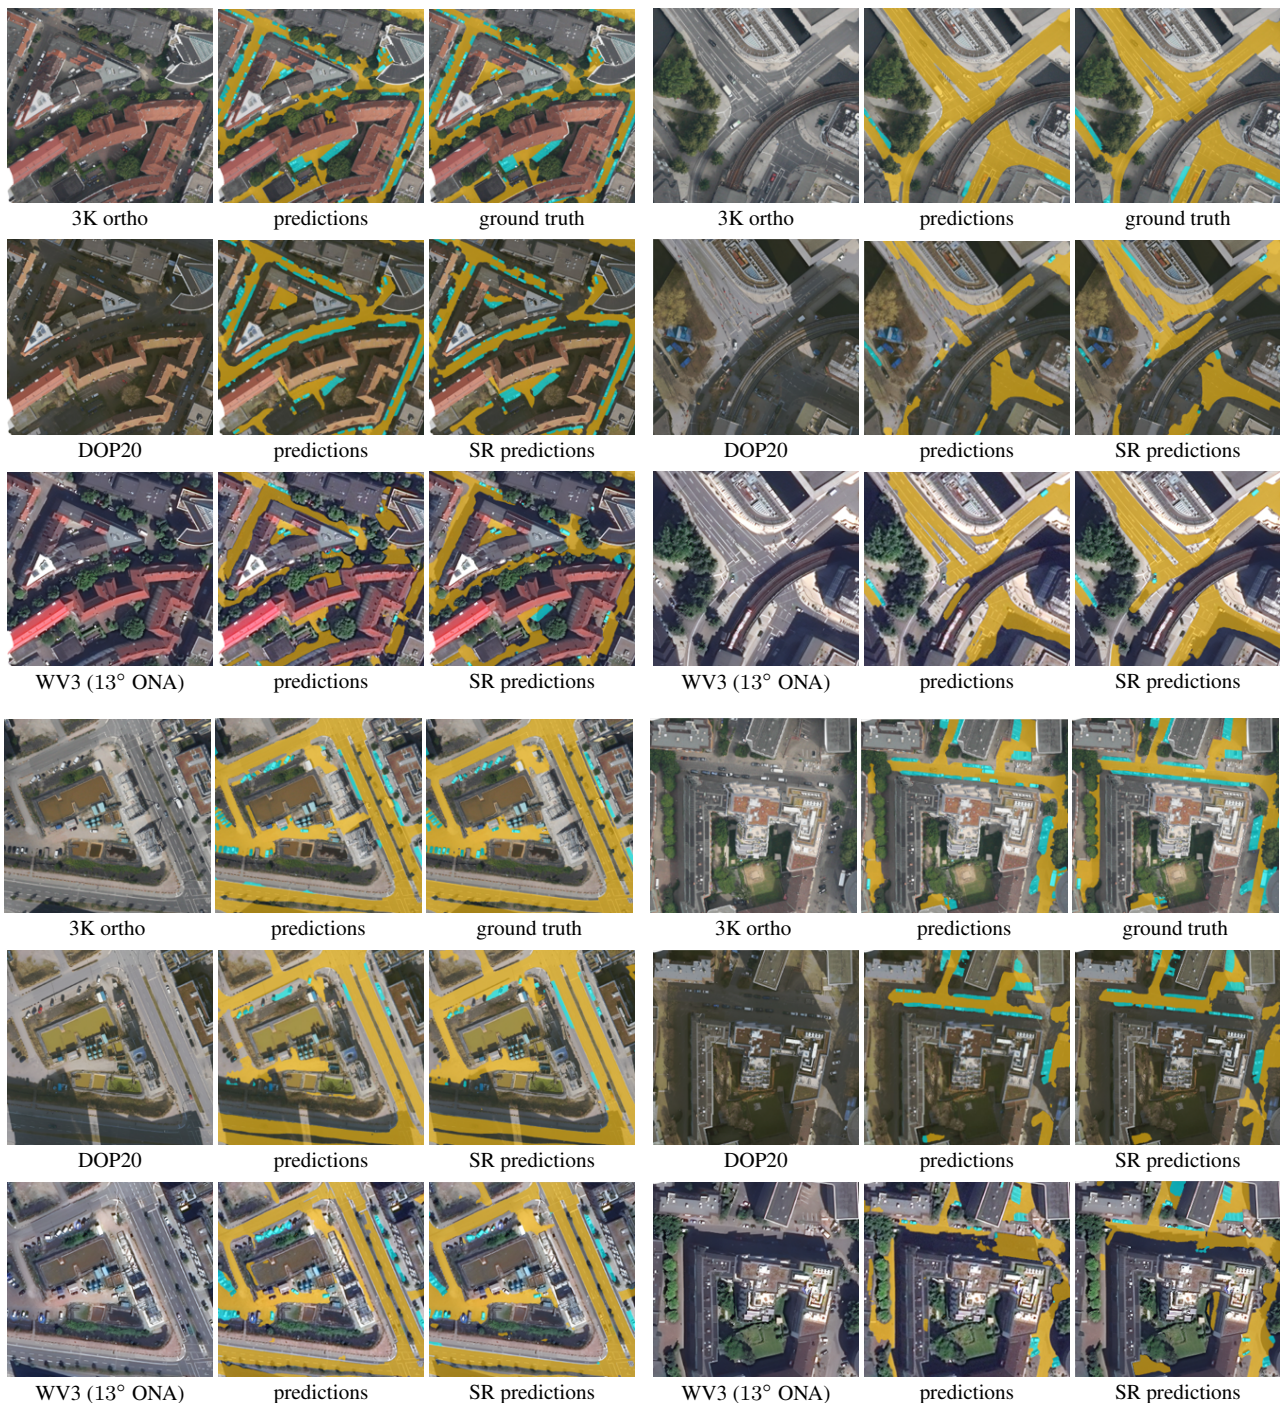 3K ortho predictions ground truth 3K ortho predictions ground truth
DOP20 predictions SR predictions DOP20 predictions SR predictions
WV3 (13° ONA) predictions SR predictions WV3 (13° ONA) predictions SR predictions
3K ortho predictions ground truth 3K ortho predictions ground truth
DOP20 predictions SR predictions DOP20 predictions SR predictions
WV3 (13° ONA) predictions SR predictions WV3 (13° ONA) predictions SR predictions